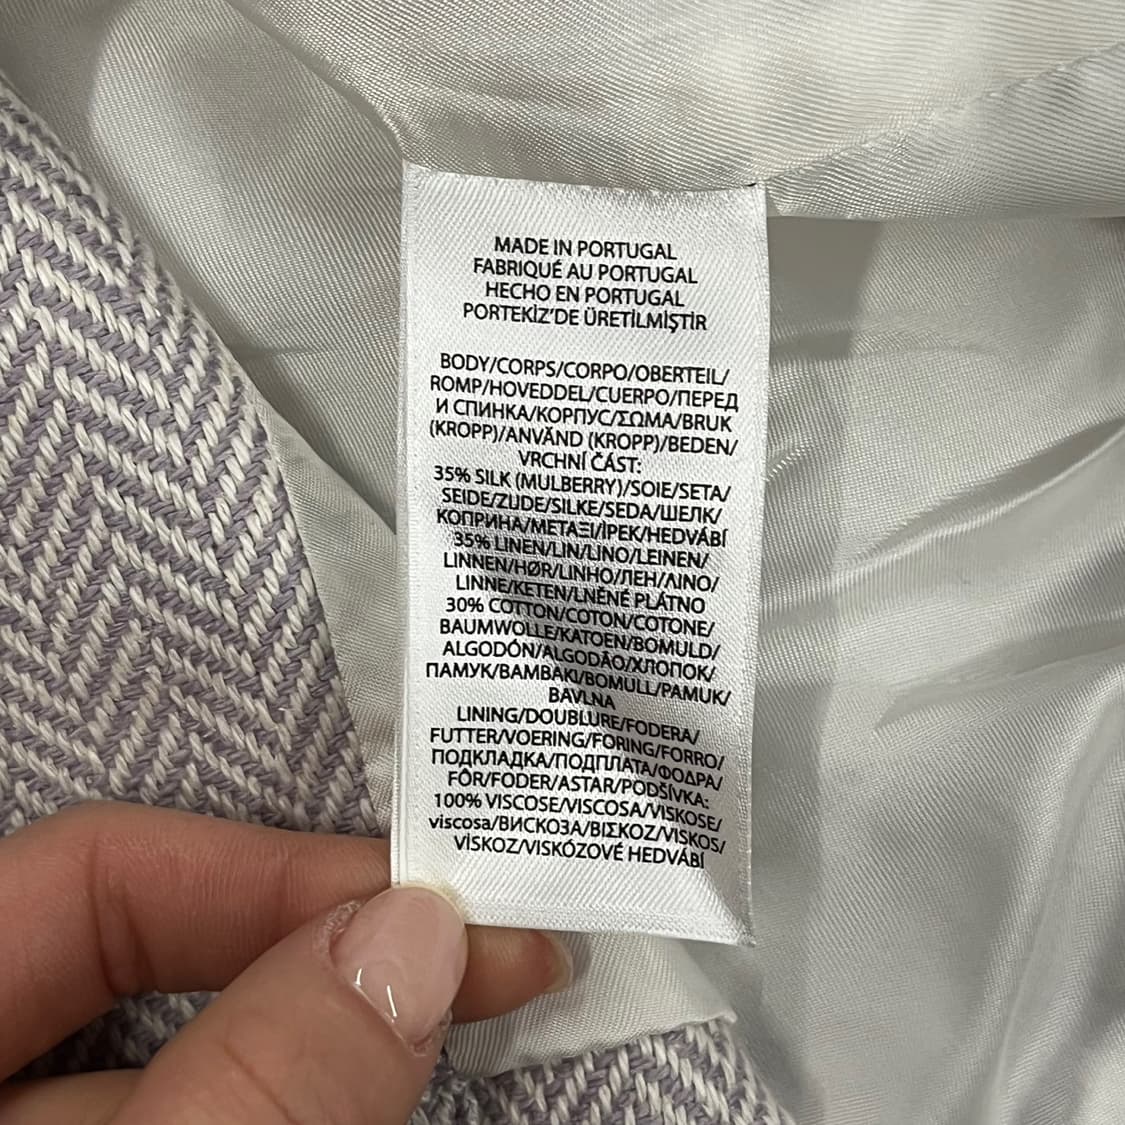 MADE IN PORTUGAL
FABRIQUÉ AU PORTUGAL
HECHO EN PORTUGAL
PORTEKİZ'DE ÜRETİLMİŞTİR
BODY/CORPS/CORPO/OBERTEIL/
ROMP/HOVEDDEL/CUERPO/ПЕРЕД
И СПИНКА/КОРПУС/ΣΩΜΑ/BRUK
(KROPP)/ANVÄND (KROPP)/BEDEN/
VRCHNÍ ČÁST:
35% SILK (MULBERRY)/SOIE/SETA/
SEIDE/ZIJDE/SILKE/SEDA/ШЕЛК/
КОПРИНА/ΜΕΤΑΞΙ/İPEK/HEDVÁBÍ
35% LINEN/LIN/LINO/LEINEN/
LINNEN/HØR/LINHO/ЛЕН/ΛΙΝΟ/
LINNE/KETEN/LNĚNÉ PLÁTNO
30% COTTON/COTON/COTONE/
BAUMWOLLE/KATOEN/BOMULD/
ALGODÓN/ALGODÃO/ХЛОПОК/
ПАМУК/ΒΑΜΒΑΚΙ/BOMULL/PAMUK/
BAVLNA
LINING/DOUBLURE/FODERA/
FUTTER/VOERING/FORING/FORRO/
ПОДКЛАДКА/ПОДПЛАТА/ΦΟΔΡΑ/
FÔR/FODER/ASTAR/PODŠÍVKA:
100% VISCOSE/VISCOSA/VISKOSE/
viscosa/ВИСКОЗА/ΒΙΣΚΟΖ/VISKOS/
VİSKOZ/VISKÓZOVÉ HEDVÁBÍ